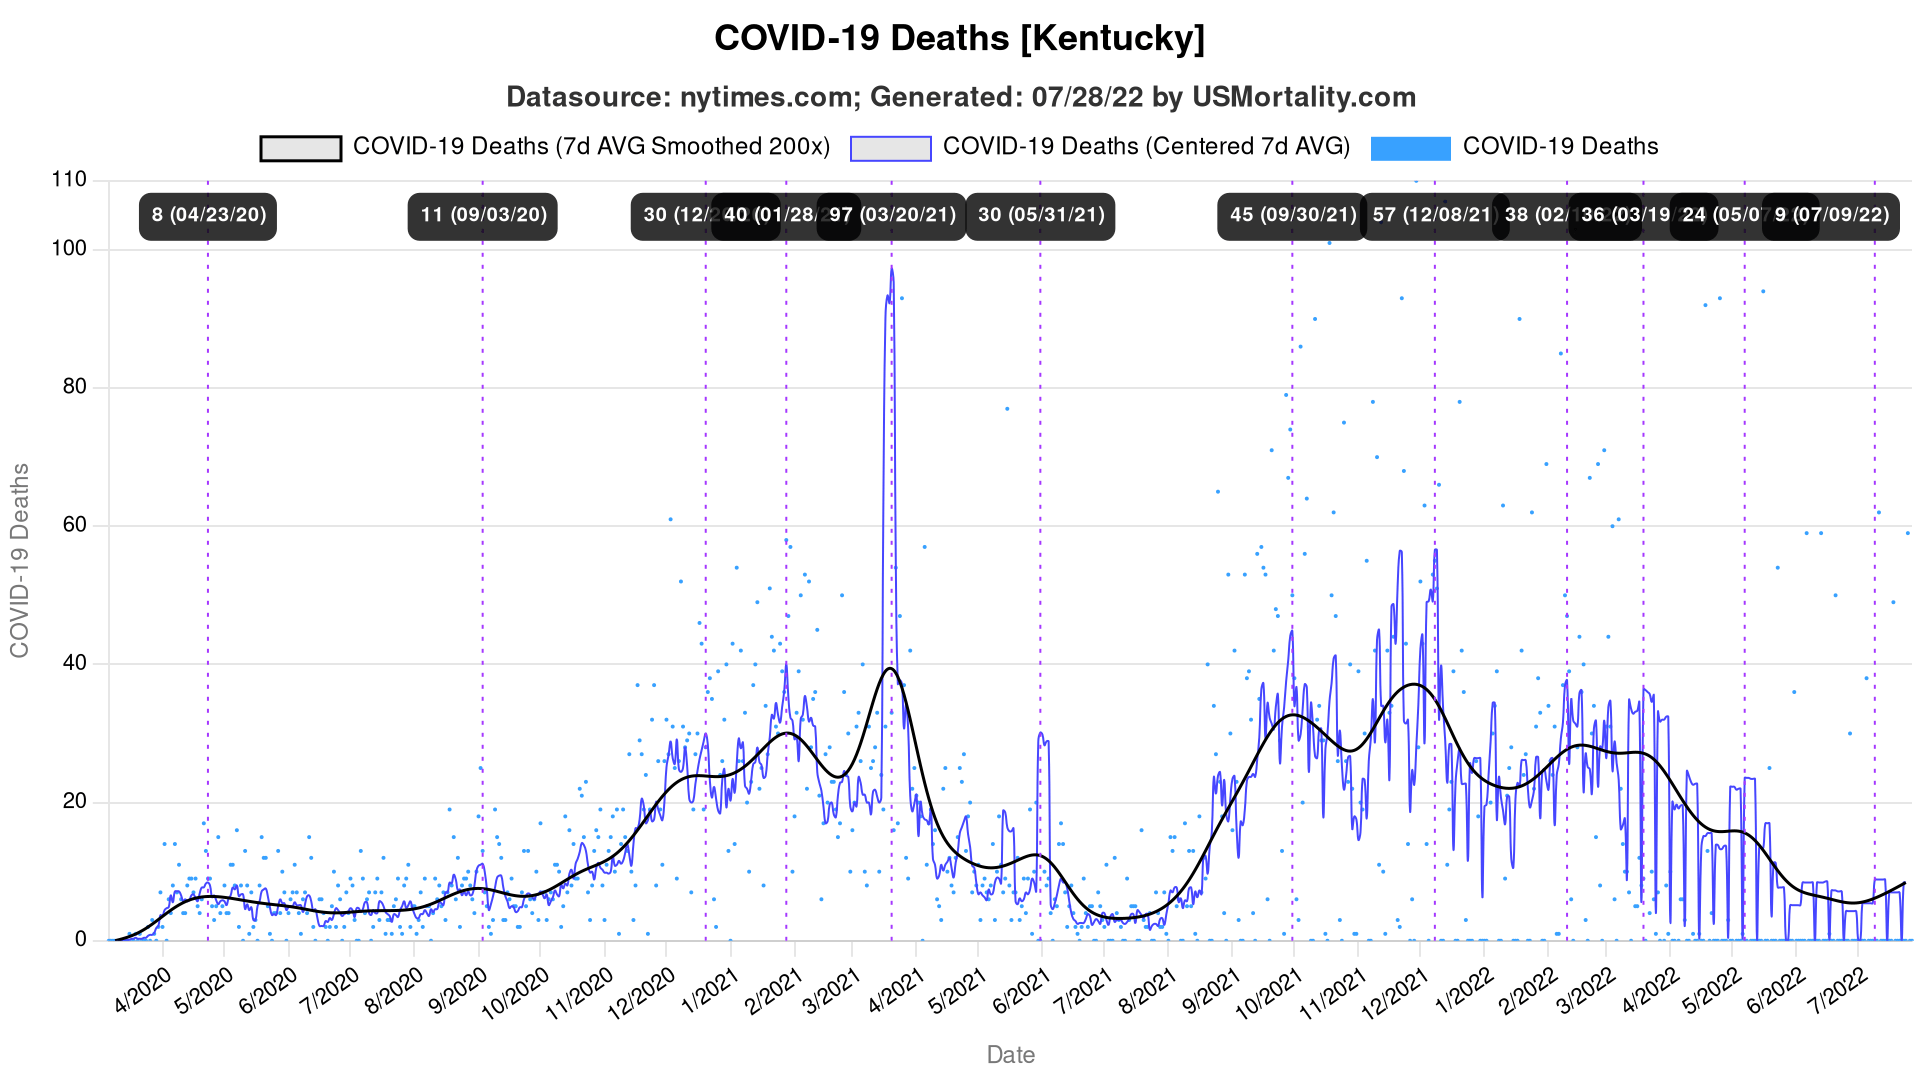 COVID-19 Deaths [Kentucky]
Datasource: nytimes.com; Generated: 07/28/22 by USMortality.com
COVID-19 Deaths (7d AVG Smoothed 200x) COVID-19 Deaths (Centered 7d AVG) COVID-19 Deaths
110
8 (04/23/20) 11 (09/03/20) 30 (12/ 40 (01/28/ 97 (03/20/21) 30 (05/31/21) 45 (09/30/21) 57 (12/08/21) 38 (02/ 36 (03/19/ 24 (05/07 9 (07/09/22)
100
80
60
40
20
0
COVID-19 Deaths
4/2020 5/2020 6/2020 7/2020 8/2020 9/2020 10/2020 11/2020 12/2020 1/2021 2/2021 3/2021 4/2021 5/2021 6/2021 7/2021 8/2021 9/2021 10/2021 11/2021 12/2021 1/2022 2/2022 3/2022 4/2022 5/2022 6/2022 7/2022
Date